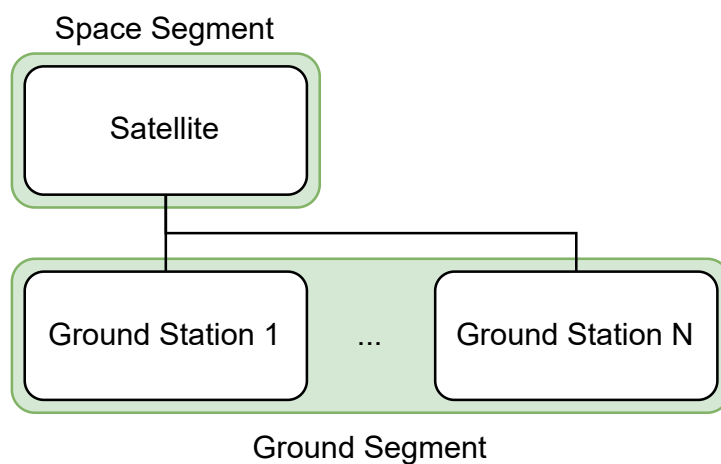 Space Segment
Satellite
Ground Station 1
...
Ground Station N
Ground Segment